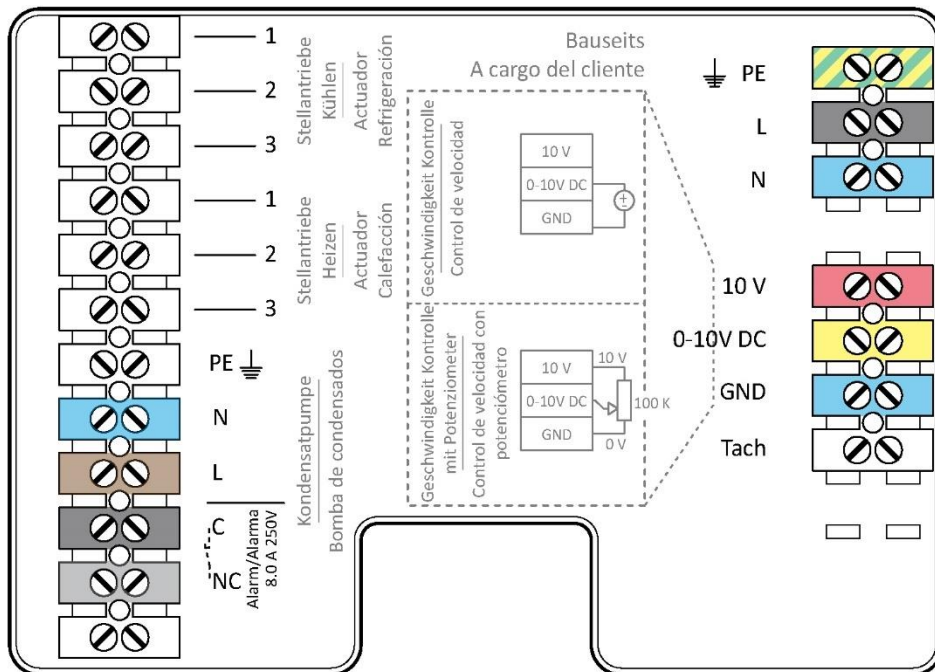 1
2
3
Stellantriebe
Kühlen
Actuador
Refrigeración
1
2
3
Stellantriebe
Heizen
Actuador
Calefacción
PE
N
L
C
NC
Alarm/Alarma
8.0 A 250V
Kondensatpumpe
Bomba de condensados
Bauseits
A cargo del cliente
Geschwindigkeit Kontrolle
Control de velocidad
10 V
0-10V DC
GND
Geschwindigkeit Kontrolle
mit Potenziometer
Control de velocidad con
potenciómetro
10 V
0-10V DC
GND
10 V
100 K
0 V
PE
L
N
10 V
0-10V DC
GND
Tach